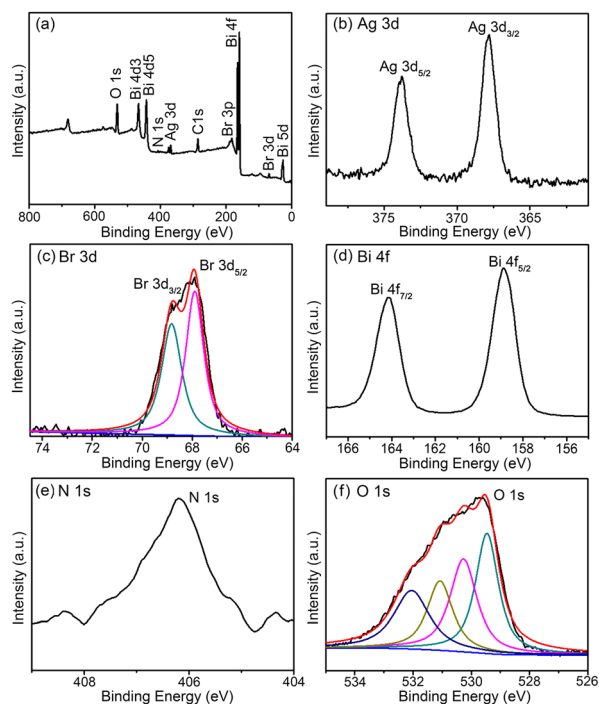 (a)
Intensity (a.u.)
O 1s
Bi 4d3
Bi 4d5
N 1s
Ag 3d
C1s
Br 3p
Bi 4f
Br 3d
Bi 5d
800 600 400 200 0
Binding Energy (eV)
(b) Ag 3d
Intensity (a.u.)
Ag 3d5/2
Ag 3d3/2
375 370 365
Binding Energy (eV)
(c) Br 3d
Intensity (a.u.)
Br 3d3/2
Br 3d5/2
74 72 70 68 66 64
Binding Energy (eV)
(d) Bi 4f
Intensity (a.u.)
Bi 4f7/2
Bi 4f5/2
166 164 162 160 158 156
Binding Energy (eV)
(e) N 1s
Intensity (a.u.)
N 1s
408 406 404
Binding Energy (eV)
(f) O 1s
Intensity (a.u.)
O 1s
534 532 530 528 526
Binding Energy (eV)